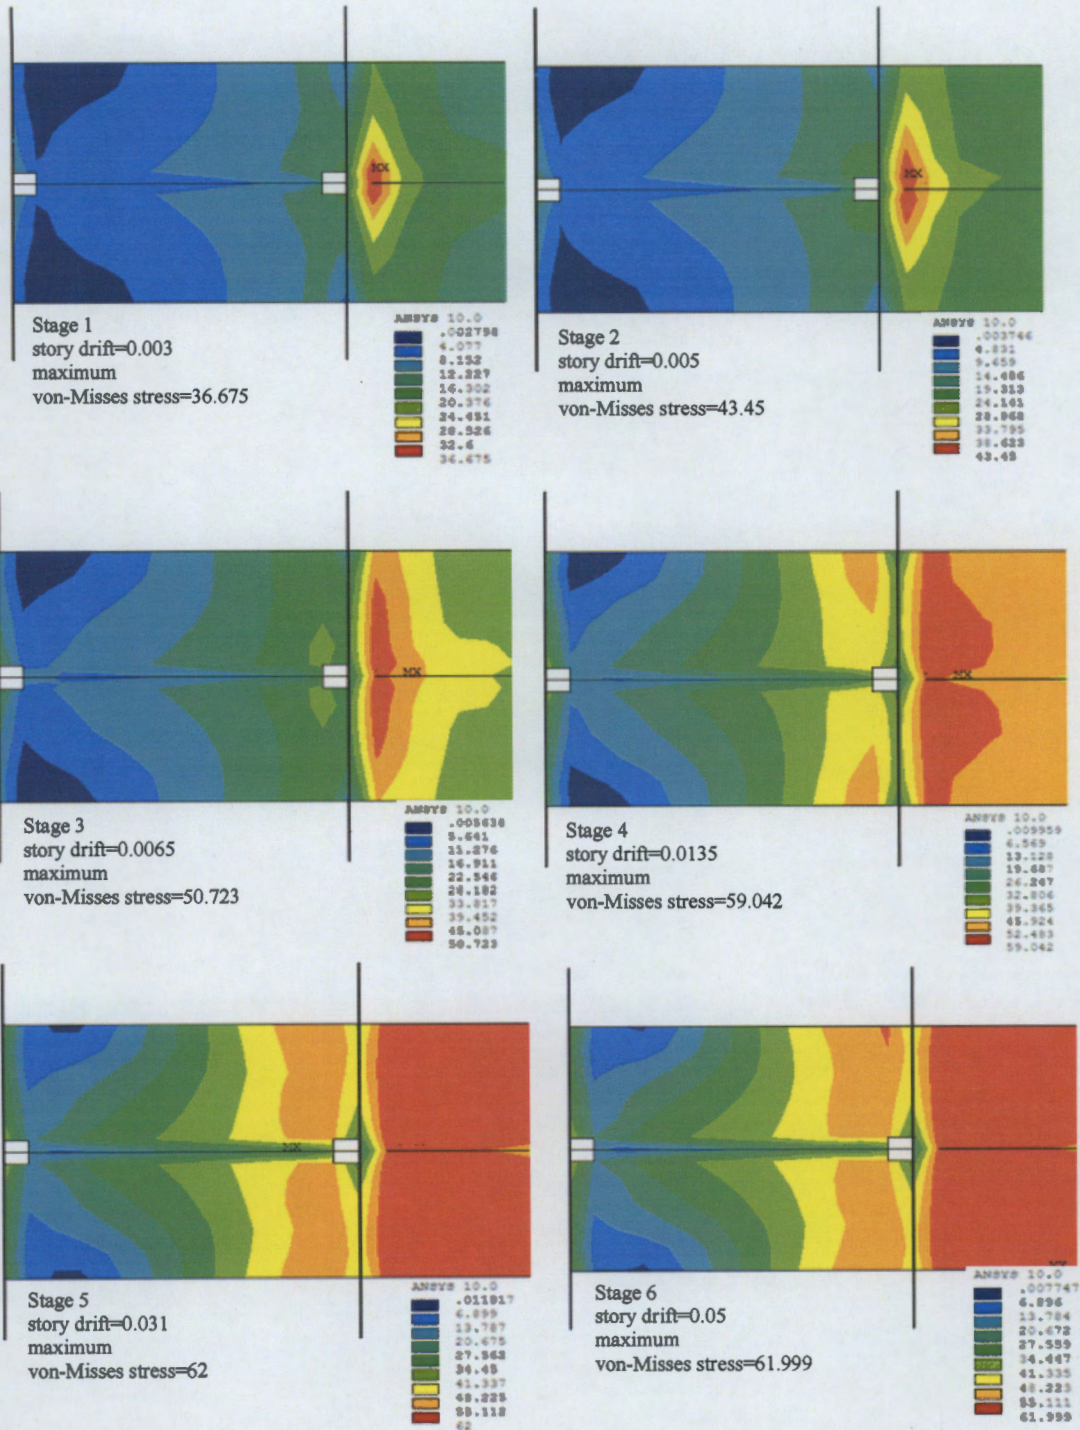 MX
Stage 1
story drift=0.003
maximum
von-Misses stress=36.675
ANSYS 10.0
.002798
4.077
8.152
12.227
16.302
20.376
24.451
28.526
32.6
36.675
MX
Stage 2
story drift=0.005
maximum
von-Misses stress=43.45
ANSYS 10.0
.003746
4.831
9.659
14.486
19.313
24.141
28.968
33.795
38.623
43.45
MX
Stage 3
story drift=0.0065
maximum
von-Misses stress=50.723
ANSYS 10.0
.005638
5.641
11.276
16.911
22.546
28.182
33.817
39.452
45.087
50.723
MX
Stage 4
story drift=0.0135
maximum
von-Misses stress=59.042
ANSYS 10.0
.009959
6.569
13.128
19.687
26.247
32.806
39.365
45.924
52.483
59.042
MX
Stage 5
story drift=0.031
maximum
von-Misses stress=62
ANSYS 10.0
.011817
6.899
13.787
20.675
27.563
34.45
41.337
48.225
55.112
62
Stage 6
story drift=0.05
maximum
von-Misses stress=61.999
ANSYS 10.0
.007747
6.896
13.784
20.672
27.559
34.447
41.335
48.223
55.111
61.999